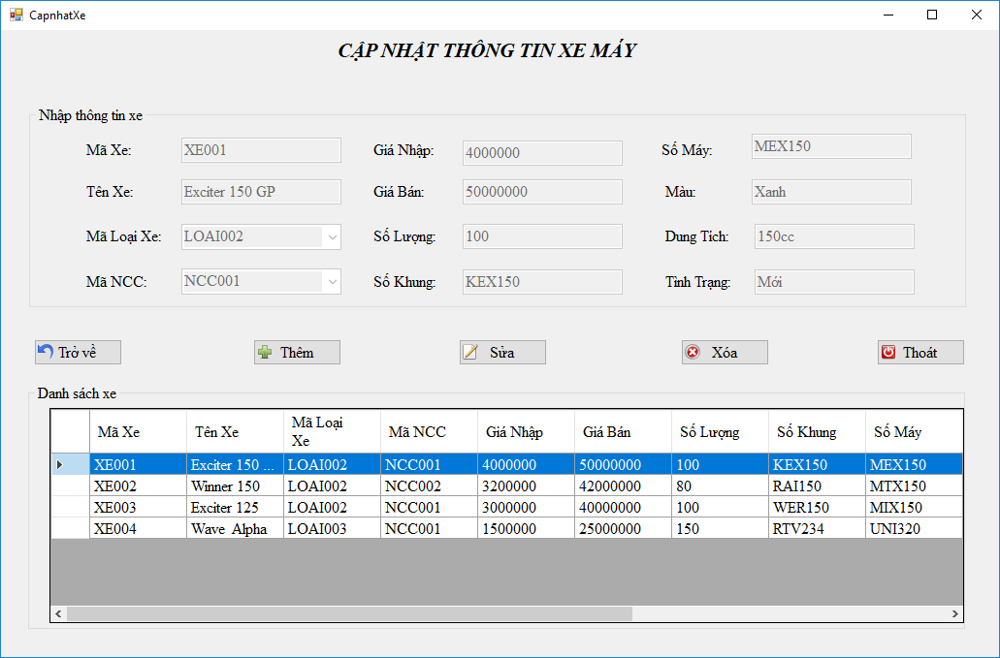 CapnhatXe
CẬP NHẬT THÔNG TIN XE MÁY
Nhập thông tin xe
Mã Xe: XE001 Giá Nhập: 4000000 Số Máy: MEX150
Tên Xe: Exciter 150 GP Giá Bán: 50000000 Màu: Xanh
Mã Loại Xe: LOAI002 Số Lượng: 100 Dung Tích: 150cc
Mã NCC: NCC001 Số Khung: KEX150 Tinh Trạng: Mới
Trở về Thêm Sửa Xóa Thoát
Danh sách xe
Mã Xe Tên Xe Mã Loại Xe Mã NCC Giá Nhập Giá Bán Số Lượng Số Khung Số Máy
XE001 Exciter 150 ... LOAI002 NCC001 4000000 50000000 100 KEX150 MEX150
XE002 Winner 150 LOAI002 NCC002 3200000 42000000 80 RAI150 MTX150
XE003 Exciter 125 LOAI002 NCC001 3000000 40000000 100 WER150 MIX150
XE004 Wave Alpha LOAI003 NCC001 1500000 25000000 150 RTV234 UNI320